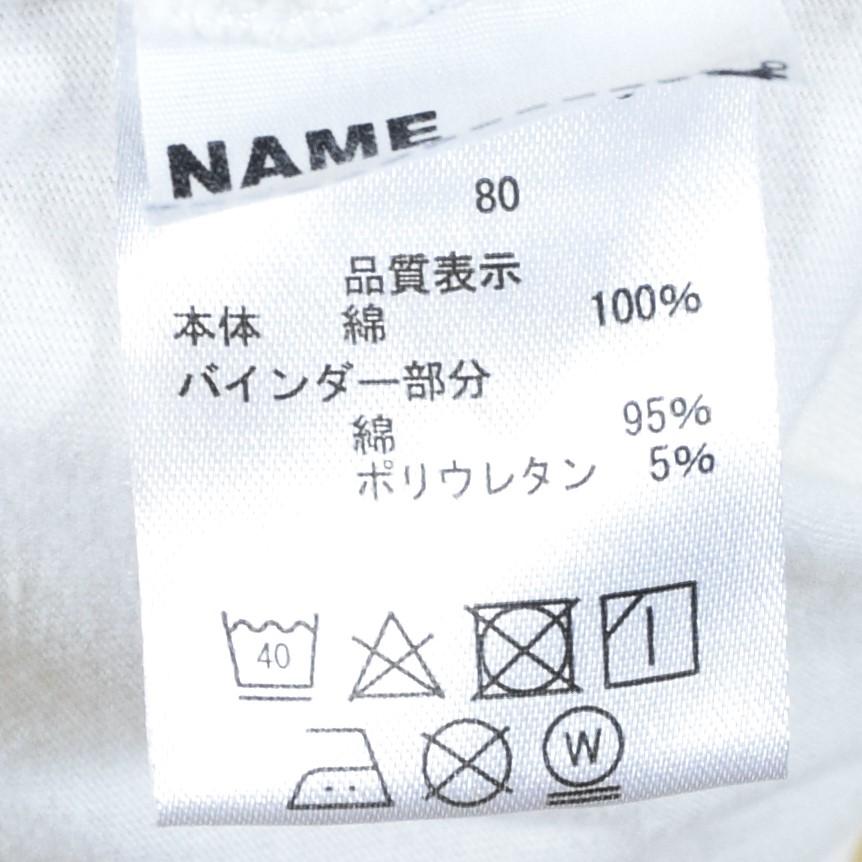 NAME
80
品質表示
本体 綿 100%
バインダー部分
綿 95%
ポリウレタン 5%
40
W